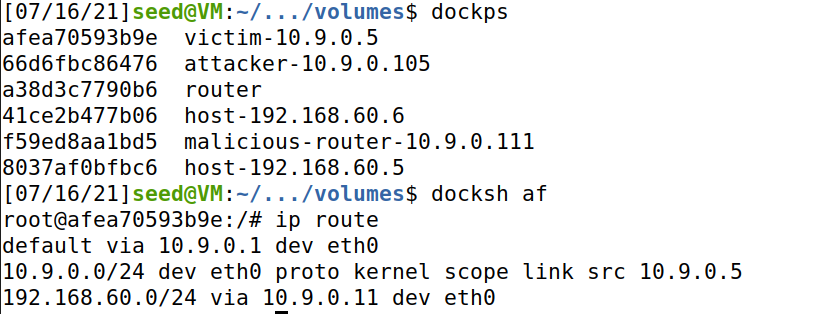 [07/16/21]seed@VM:~/.../volumes$ dockps
afea70593b9e  victim-10.9.0.5
66d6fbc86476  attacker-10.9.0.105
a38d3c7790b6  router
41ce2b477b06  host-192.168.60.6
f59ed8aa1bd5  malicious-router-10.9.0.111
8037af0bfbc6  host-192.168.60.5
[07/16/21]seed@VM:~/.../volumes$ docksh af
root@afea70593b9e:/# ip route
default via 10.9.0.1 dev eth0
10.9.0.0/24 dev eth0 proto kernel scope link src 10.9.0.5
192.168.60.0/24 via 10.9.0.11 dev eth0